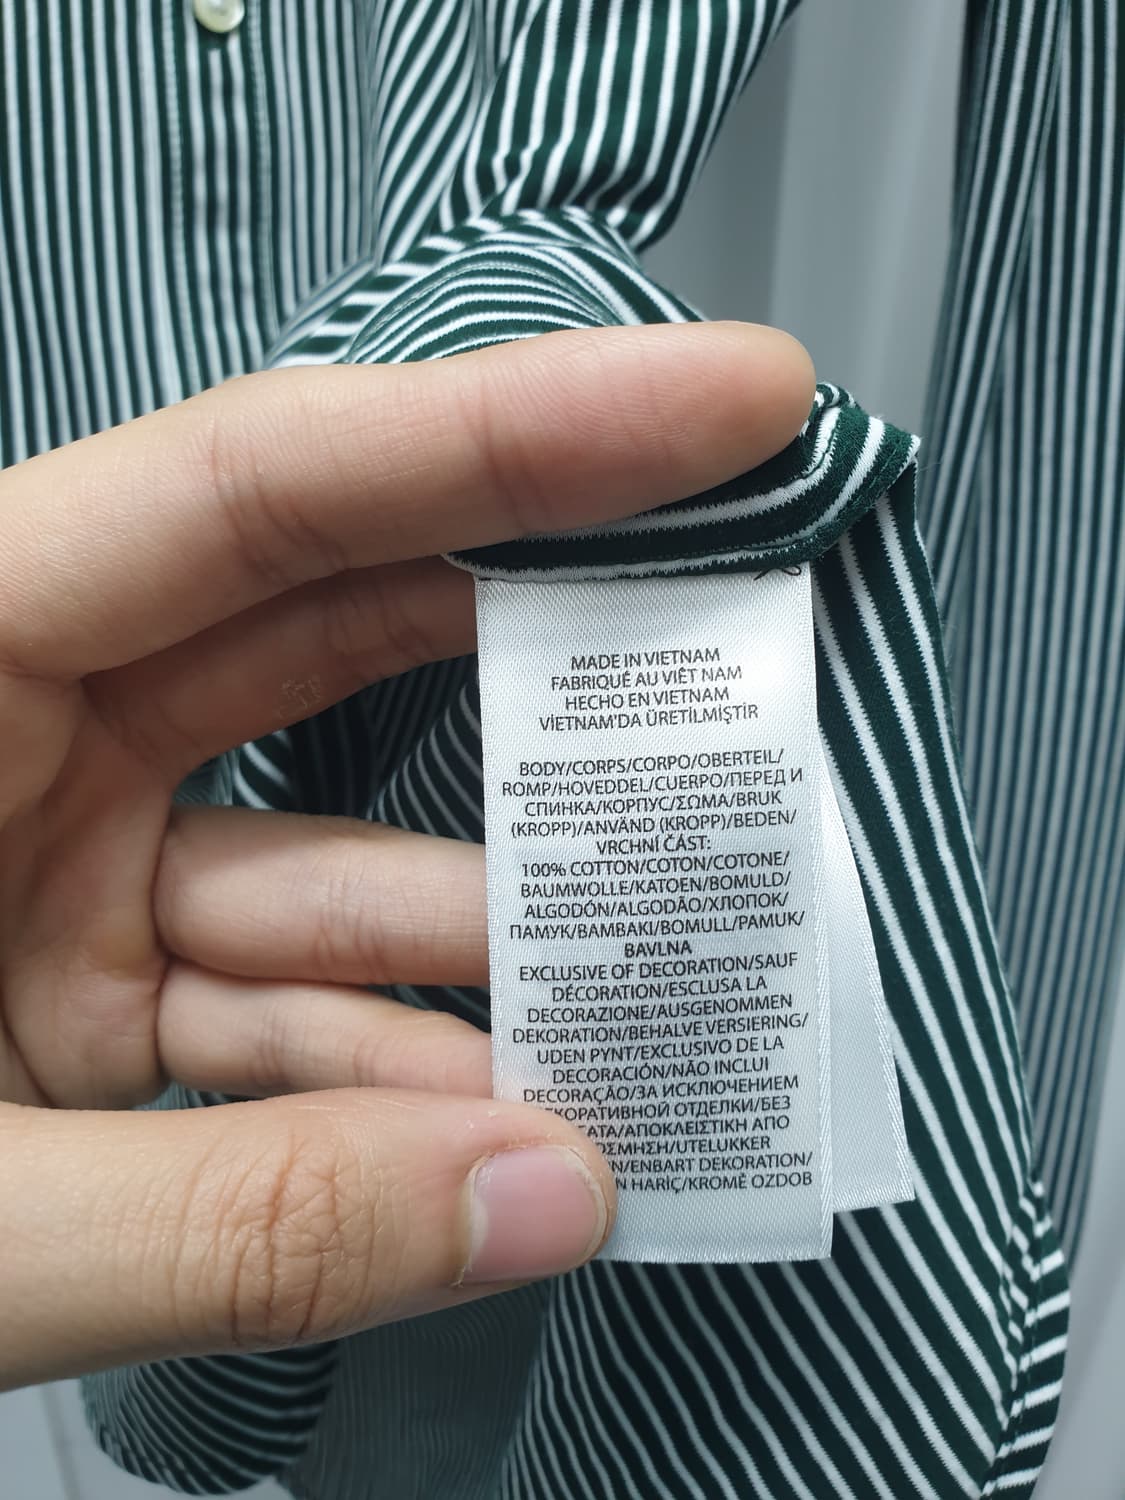 MADE IN VIETNAM
FABRIQUÉ AU VIÊT NAM
HECHO EN VIETNAM
VİETNAM'DA ÜRETİLMİŞTİR
BODY/CORPS/CORPO/OBERTEIL/
ROMP/HOVEDDEL/CUERPO/ПЕРЕД И
СПИНКА/КОРПУС/ΣΩΜΑ/BRUK
(KROPP)/ANVÄND (KROPP)/BEDEN/
VRCHNÍ ČÁST:
100% COTTON/COTON/COTONE/
BAUMWOLLE/KATOEN/BOMULD/
ALGODÓN/ALGODÃO/ХЛОПОК/
ПАМУК/BAMBAKI/BOMULL/PAMUK/
BAVLNA
EXCLUSIVE OF DECORATION/SAUF
DÉCORATION/ESCLUSA LA
DECORAZIONE/AUSGENOMMEN
DEKORATION/BEHALVE VERSIERING/
UDEN PYNT/EXCLUSIVO DE LA
DECORACIÓN/NÃO INCLUI
DECORAÇÃO/ЗА ИСКЛЮЧЕНИЕМ
ОТДЕЛКИ/БЕЗ
ΑΠΟΚΛΕΙΣΤΙΚΗ ΑΠΟ
UTELUKKER
ENBART DEKORATION/
HARİÇ/KROMĚ OZDOB